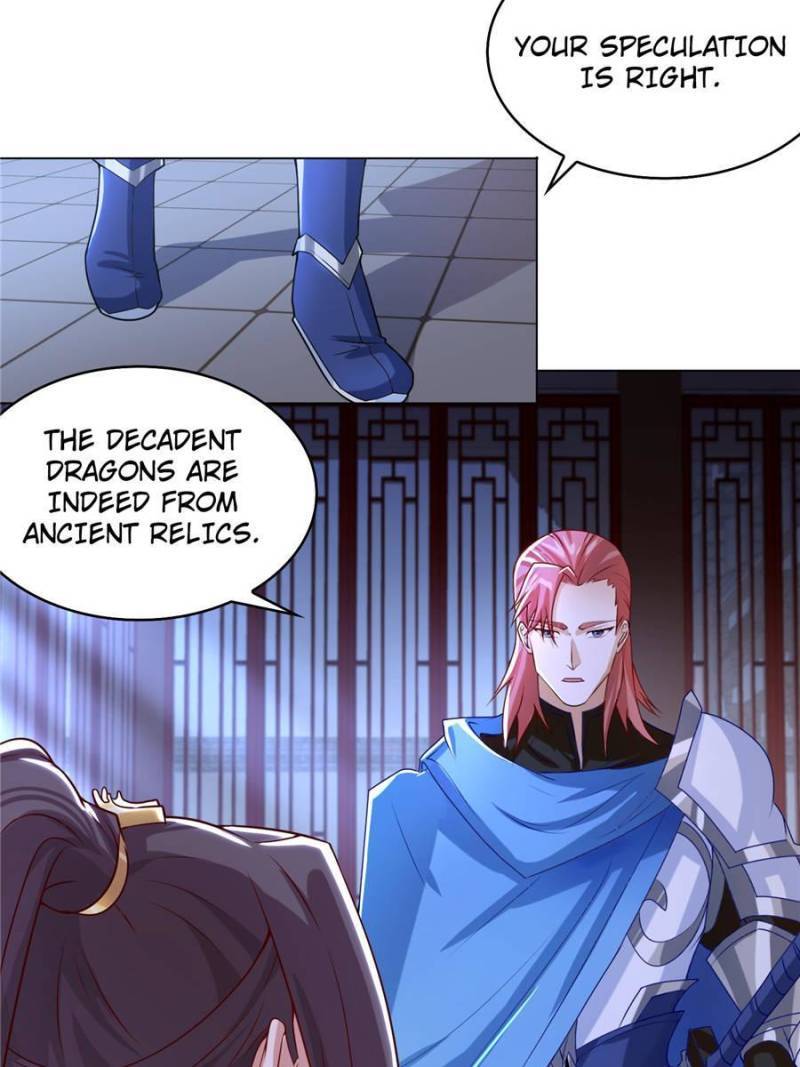 YOUR SPECULATION
IS RIGHT.
THE DECADENT
DRAGONS ARE
INDEED FROM
ANCIENT RELICS.